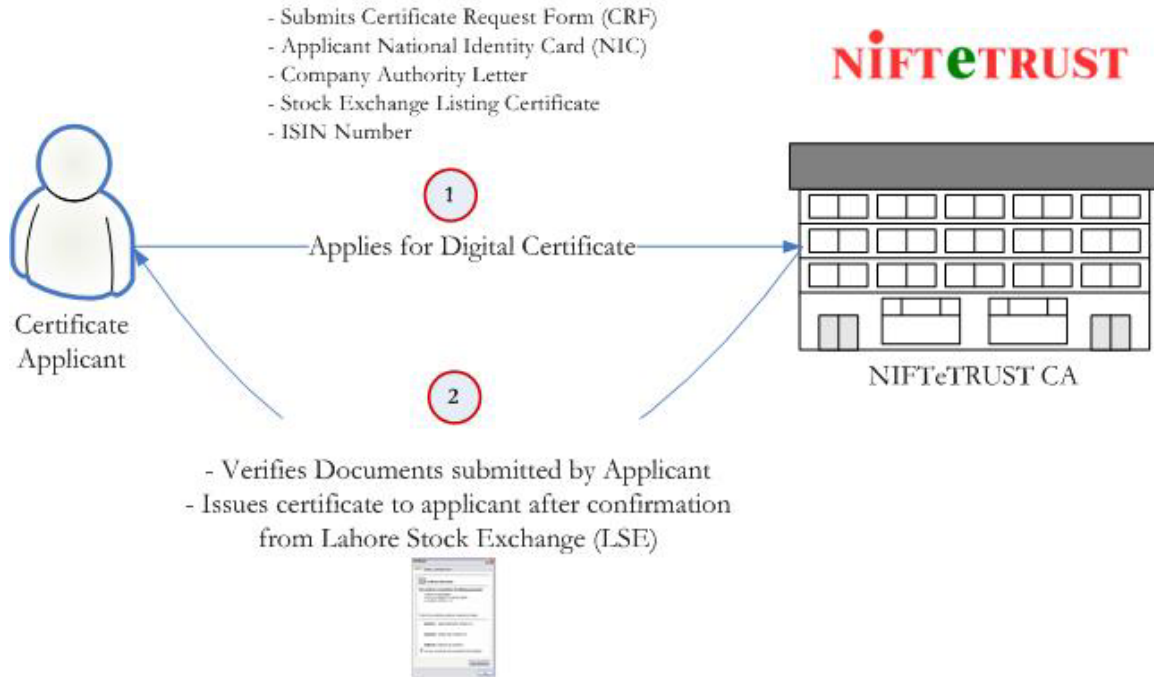 - Submits Certificate Request Form (CRF)
- Applicant National Identity Card (NIC)
- Company Authority Letter
- Stock Exchange Listing Certificate
- ISIN Number
NiFTeTRUST
1
Applies for Digital Certificate
Certificate
Applicant
NIFTeTRUST CA
2
- Verifies Documents submitted by Applicant
- Issues certificate to applicant after confirmation
from Lahore Stock Exchange (LSE)